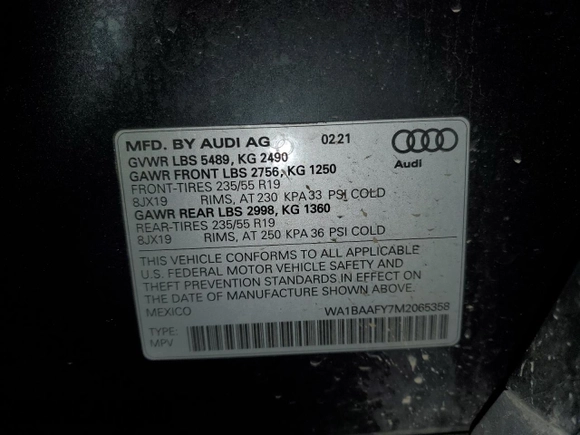 MFD. BY AUDI AG 02.21
GVWR LBS 5489, KG 2490
GAWR FRONT LBS 2756, KG 1250
FRONT-TIRES 235/55 R19
8JX19 RIMS, AT 230 KPA 33 PSI COLD
GAWR REAR LBS 2998, KG 1360
REAR-TIRES 235/55 R19
8JX19 RIMS, AT 250 KPA 36 PSI COLD
Audi
THIS VEHICLE CONFORMS TO ALL APPLICABLE
U.S. FEDERAL MOTOR VEHICLE SAFETY AND
THEFT PREVENTION STANDARDS IN EFFECT ON
THE DATE OF MANUFACTURE SHOWN ABOVE.
MEXICO WA1BAAFY7M2065358
TYPE:
MPV